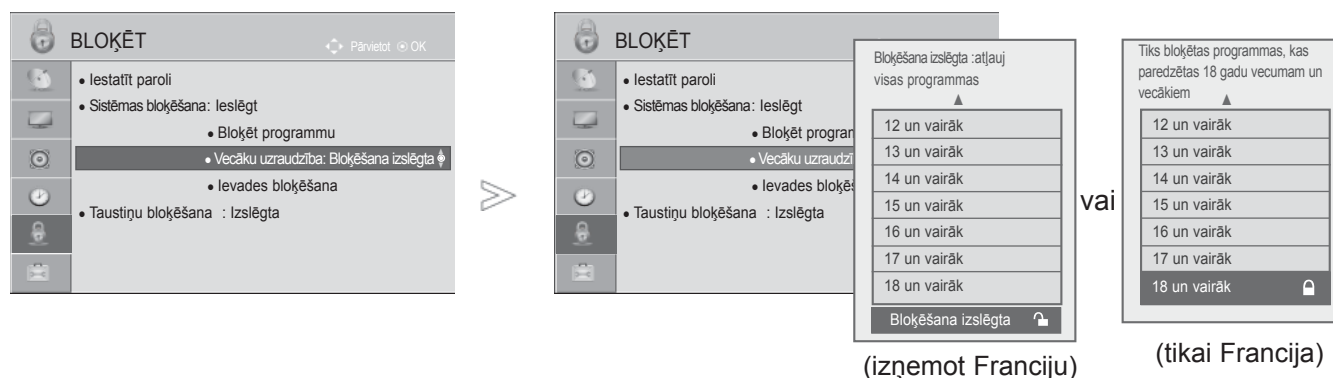 BLOĶĒT
Pārvietot OK
• Iestatīt paroli
• Sistēmas bloķēšana: Ieslēgt
• Bloķēt programmu
• Vecāku uzraudzība: Bloķēšana izslēgta
• Ievades bloķēšana
• Taustiņu bloķēšana : Izslēgta
BLOĶĒT
• Iestatīt paroli
• Sistēmas bloķēšana: Ieslēgt
• Bloķēt program
• Vecāku uzraudzī
• Ievades bloķēš
• Taustiņu bloķēšana : Izslēgta
Bloķēšana izslēgta :atļauj
visas programmas
12 un vairāk
13 un vairāk
14 un vairāk
15 un vairāk
16 un vairāk
17 un vairāk
18 un vairāk
Bloķēšana izslēgta
(izņemot Franciju)
vai
Tiks bloķētas programmas, kas
paredzētas 18 gadu vecumam un
vecākiem
12 un vairāk
13 un vairāk
14 un vairāk
15 un vairāk
16 un vairāk
17 un vairāk
18 un vairāk
(tikai Francija)